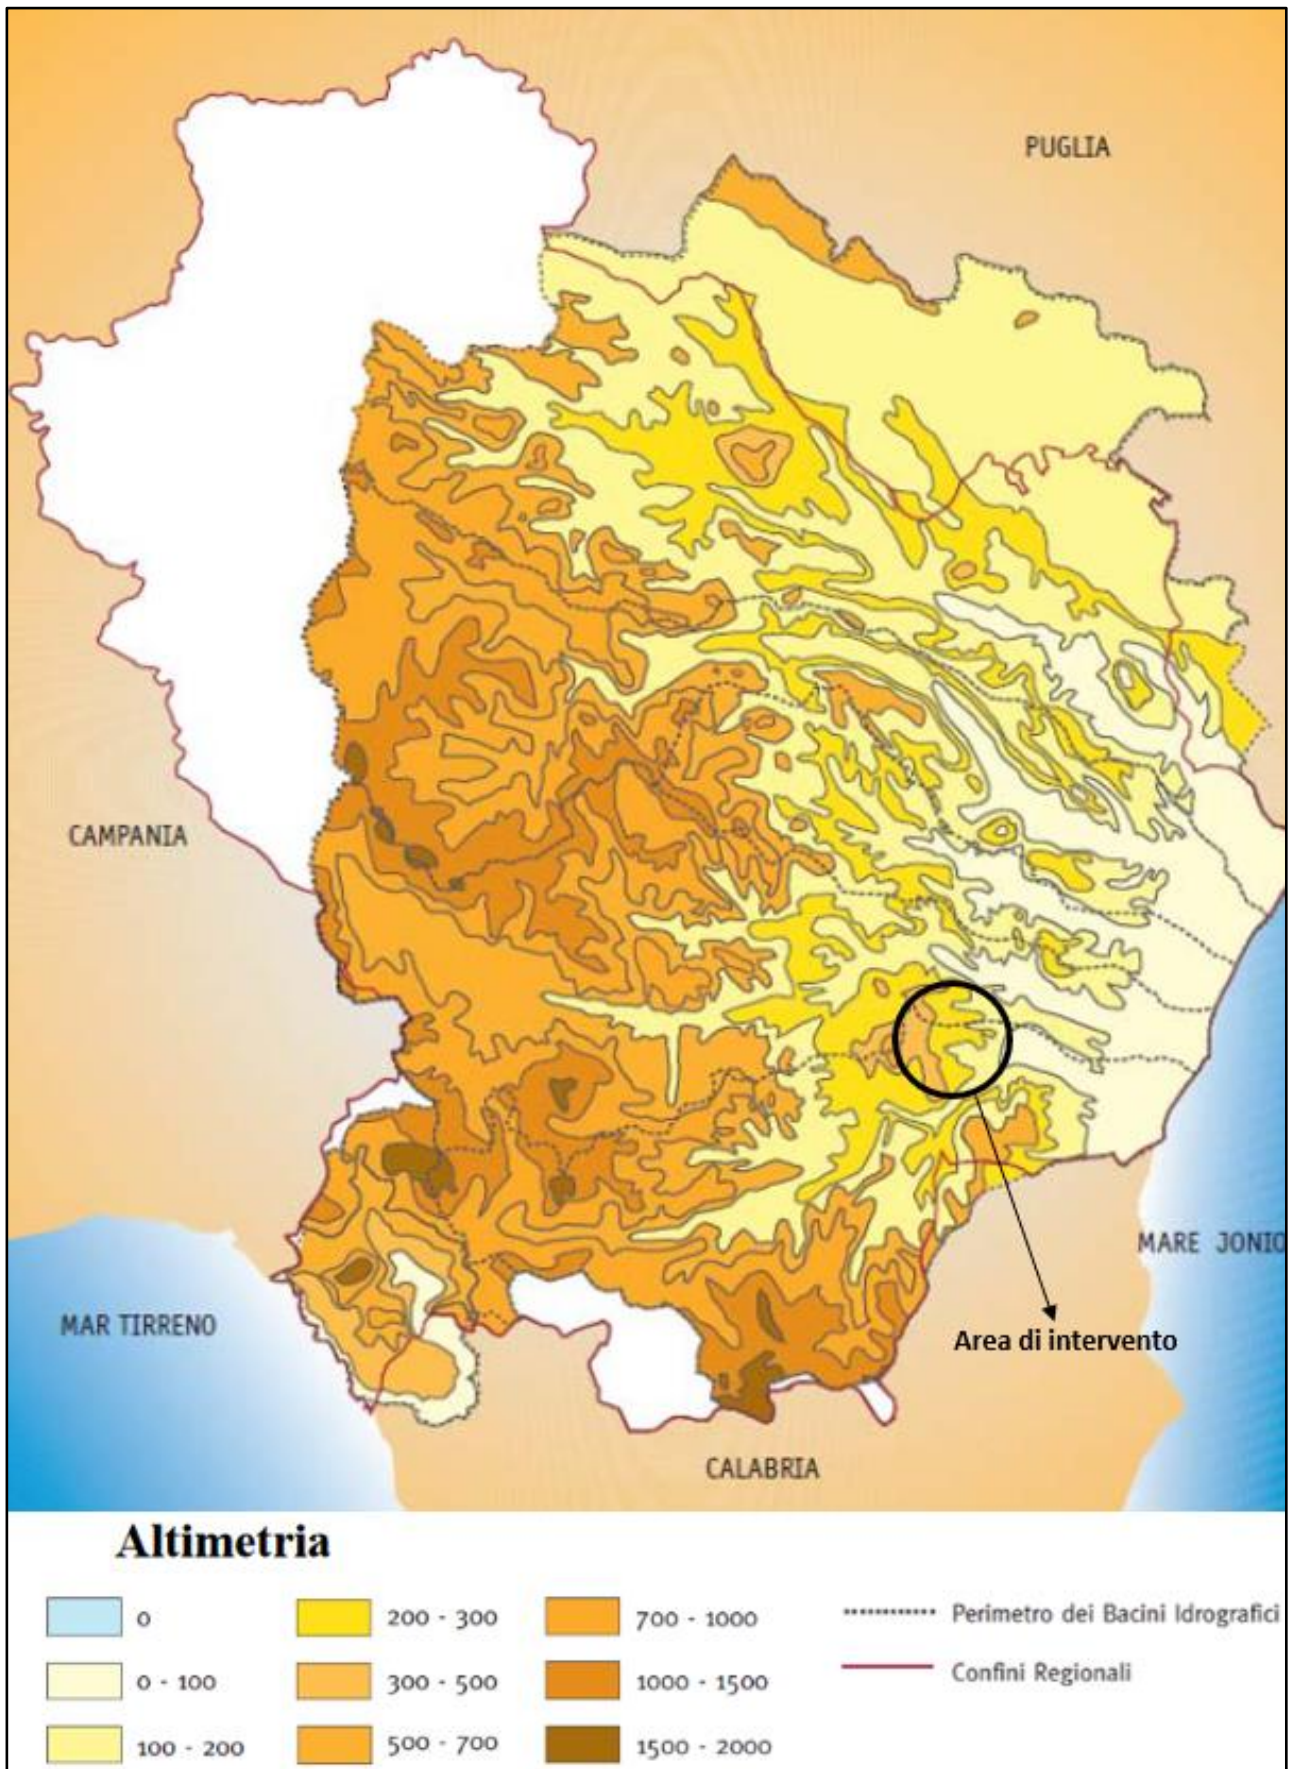 PUGLIA
CAMPANIA
MARE JONIO
MAR TIRRENO
Area di intervento
CALABRIA
Altimetria
0
200 - 300
700 - 1000
Perimetro dei Bacini Idrografici
0 - 100
300 - 500
1000 - 1500
Confini Regionali
100 - 200
500 - 700
1500 - 2000